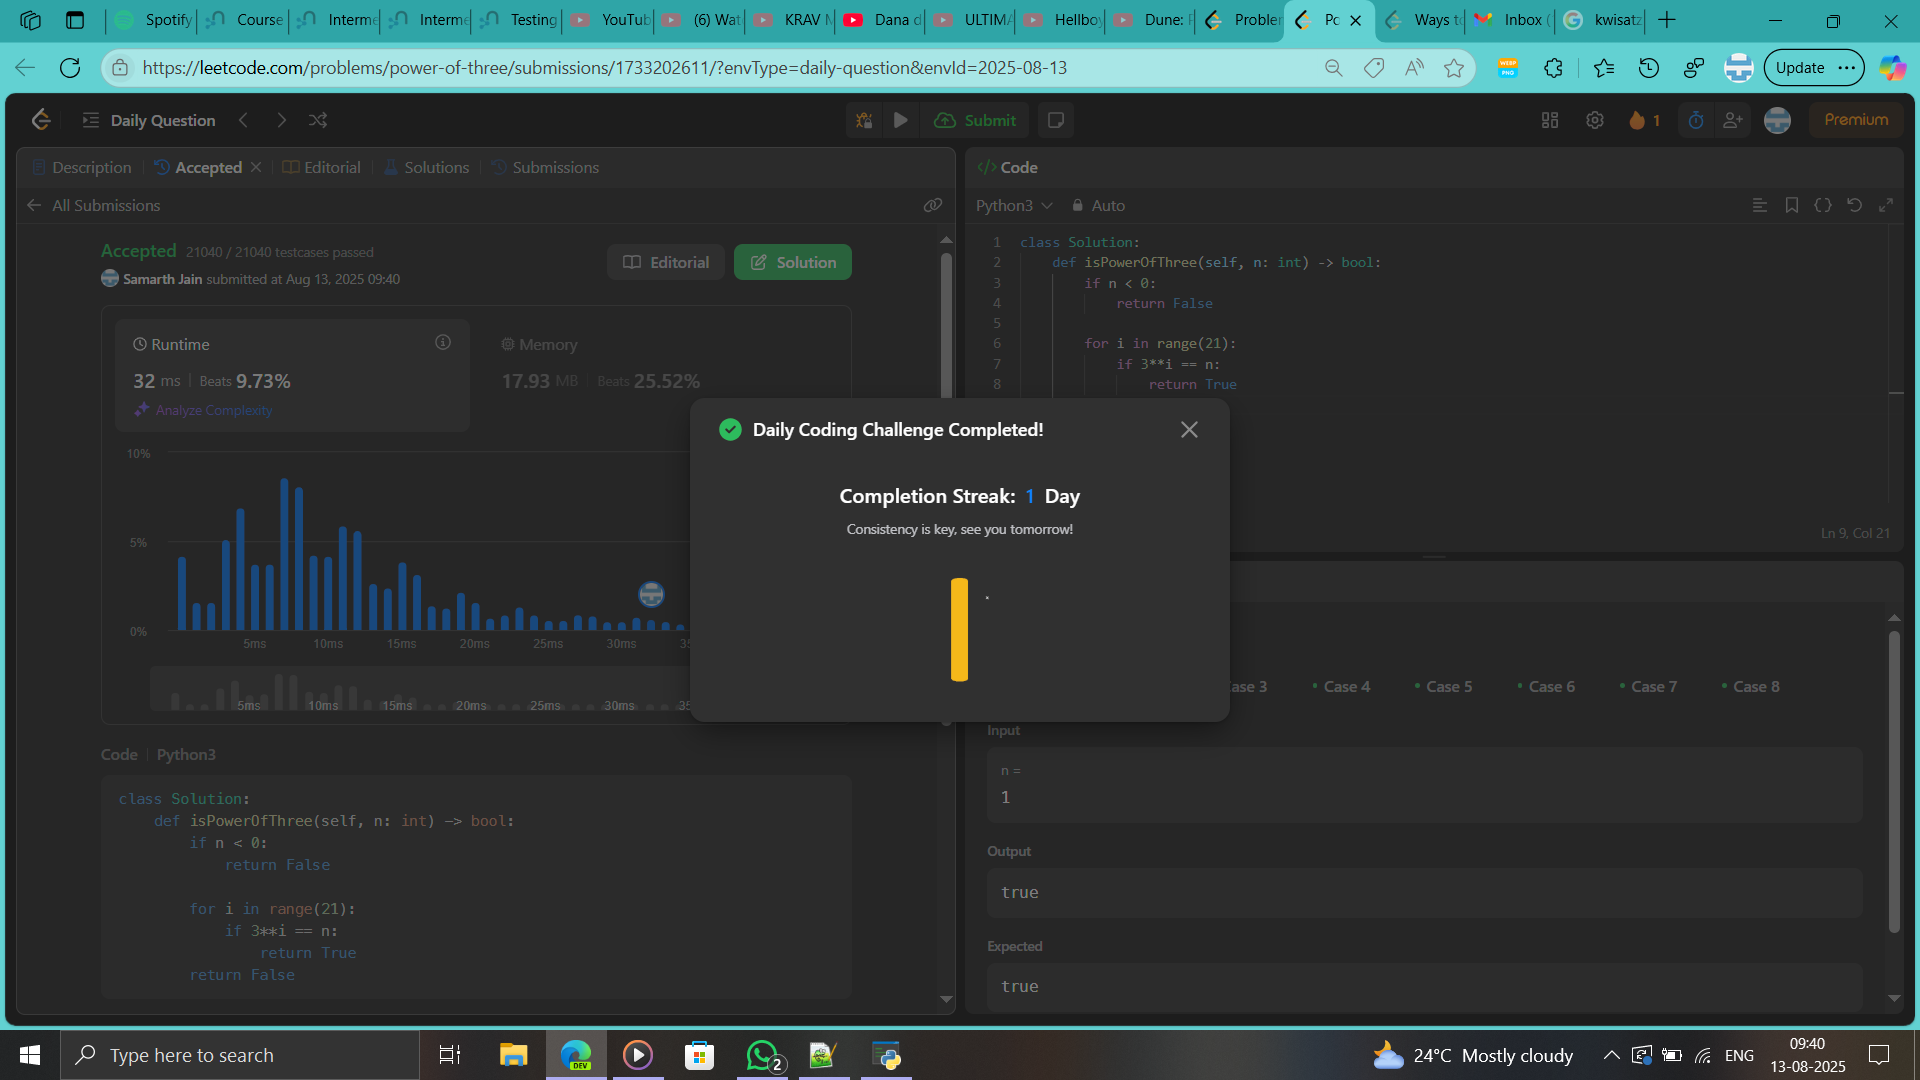 Spotify
Course
Interme
Interme
Testing
YouTub
(6) Wat
KRAV M
Dana d
ULTIMA
Hellboy
Dune: P
Problem
Po
Ways to
Inbox (
kwisatz
https://leetcode.com/problems/power-of-three/submissions/1733202611/?envType=daily-question&envId=2025-08-13
WEBP
PNG
Update
Daily Question
Submit
1
Premium
Description
Accepted
Editorial
Solutions
Submissions
</> Code
All Submissions
Python3
Auto
Accepted 21040 / 21040 testcases passed
Samarth Jain submitted at Aug 13, 2025 09:40
Editorial
Solution
Runtime
32 ms Beats 9.73%
Analyze Complexity
Memory
17.93 MB Beats 25.52%
10%
5%
0%
5ms 10ms 15ms 20ms 25ms 30ms 35
5ms 10ms 15ms 20ms 25ms 30ms 35
Code Python3
class Solution:
def isPowerOfThree(self, n: int) -> bool:
if n < 0:
return False
for i in range(21):
if 3**i == n:
return True
return False
1 class Solution:
2 def isPowerOfThree(self, n: int) -> bool:
3 if n < 0:
4 return False
5
6 for i in range(21):
7 if 3**i == n:
8 return True
Ln 9, Col 21
Daily Coding Challenge Completed!
Completion Streak: 1 Day
Consistency is key, see you tomorrow!
ase 3 Case 4 Case 5 Case 6 Case 7 Case 8
Input
n =
1
Output
true
Expected
true
Type here to search
DEV
2
24°C Mostly cloudy
ENG
09:40
13-08-2025